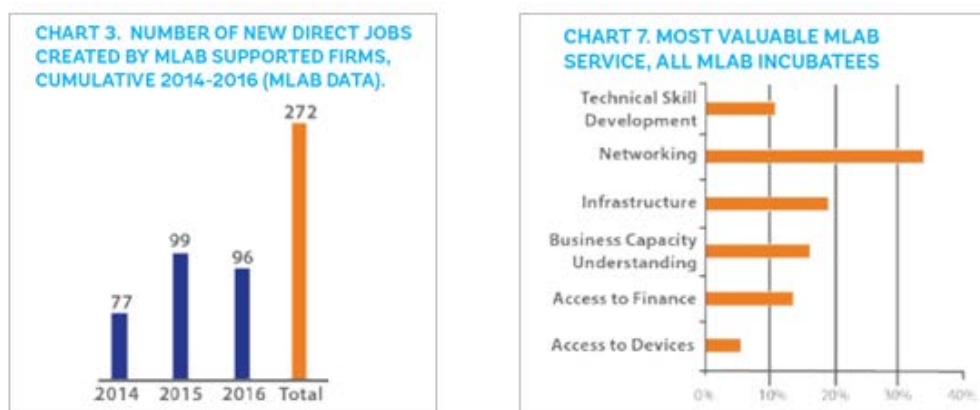 CHART 3. NUMBER OF NEW DIRECT JOBS
CREATED BY MLAB SUPPORTED FIRMS,
CUMULATIVE 2014-2016 (MLAB DATA).
272
99
96
77
2014 2015 2016 Total
CHART 7. MOST VALUABLE MLAB
SERVICE, ALL MLAB INCUBATEES
Technical Skill
Development
Networking
Infrastructure
Business Capacity
Understanding
Access to Finance
Access to Devices
0% 10% 20% 30% 40%